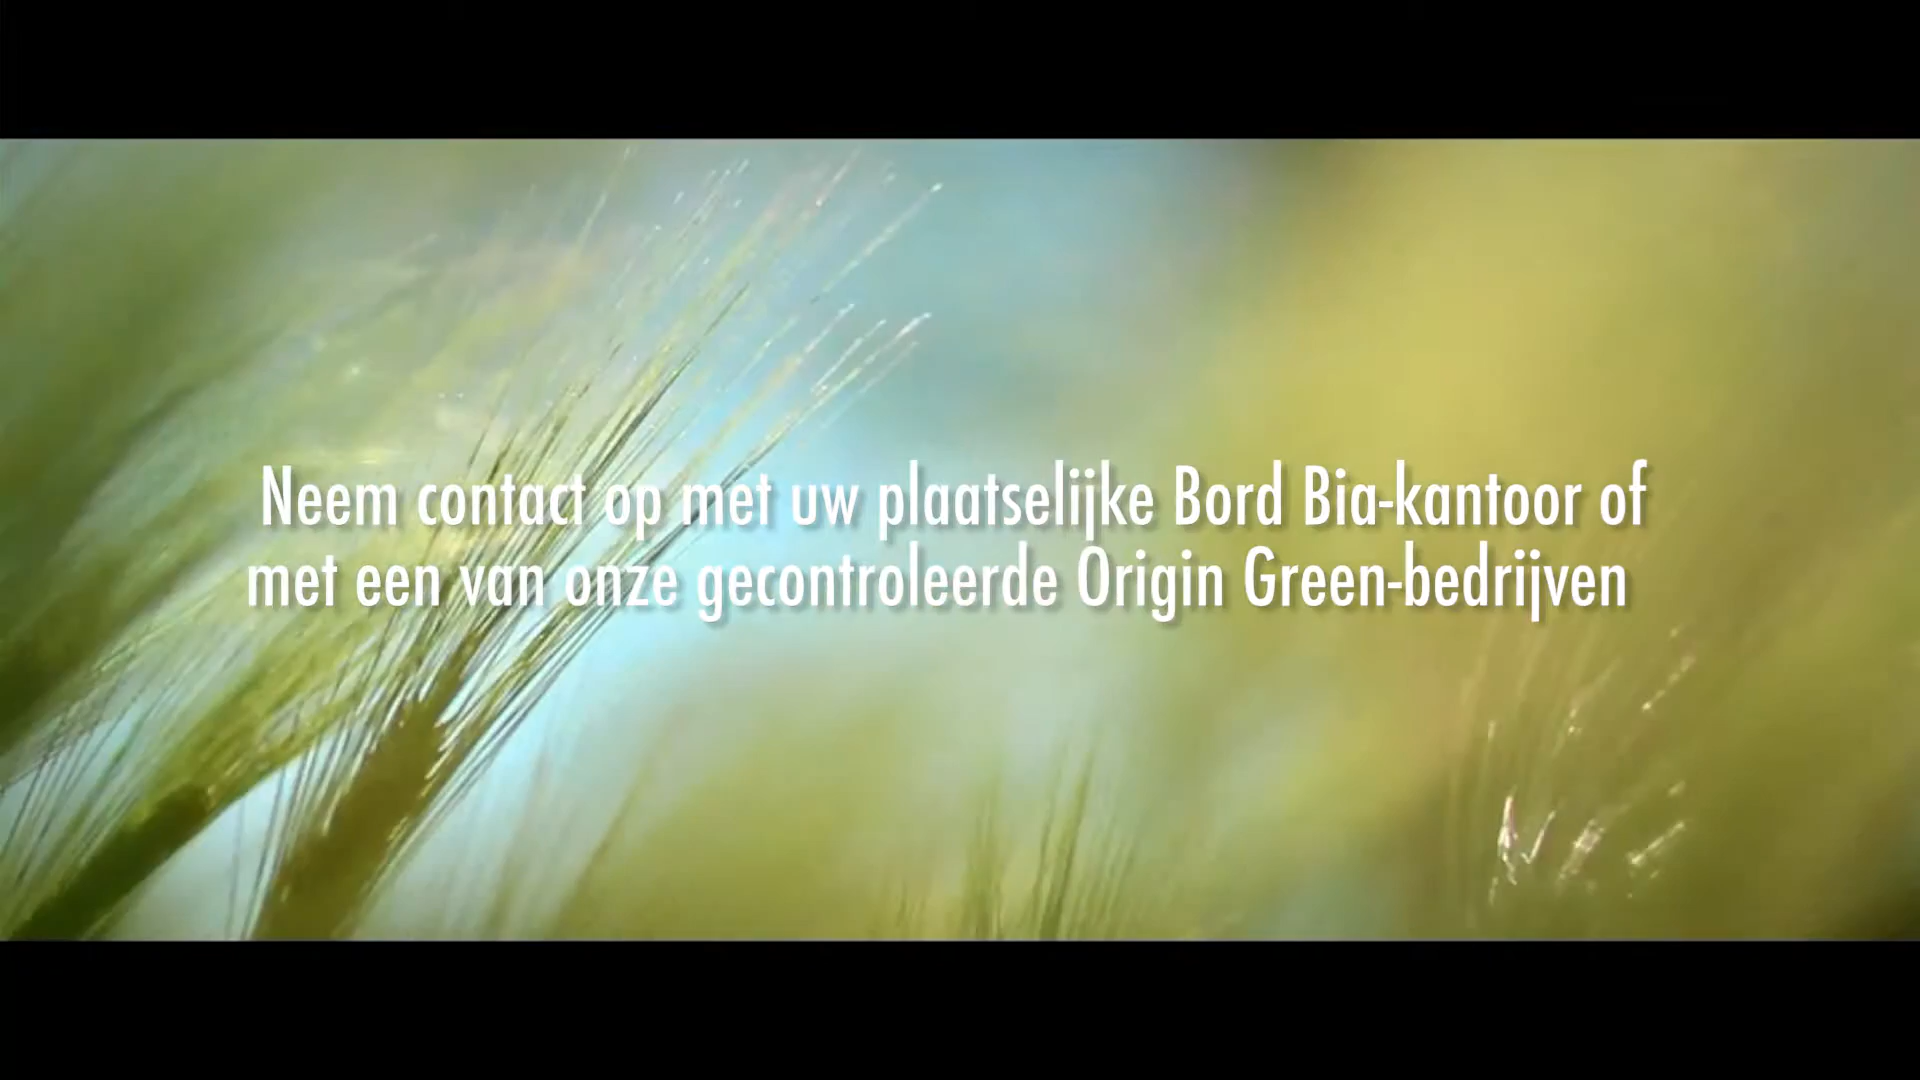 Neem contact op met uw plaatselijke Bord Bia-kantoor of
met een van onze gecontroleerde Origin Green-bedrijven